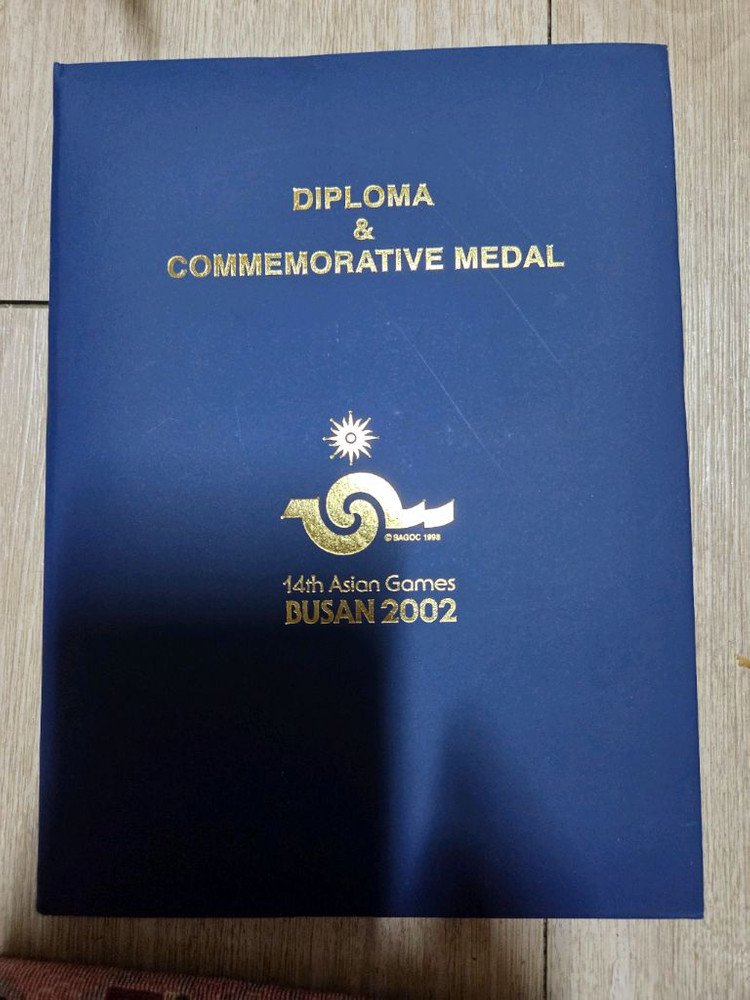 DIPLOMA
&
COMMEMORATIVE MEDAL
© BAGOC 1998
14th Asian Games
BUSAN 2002